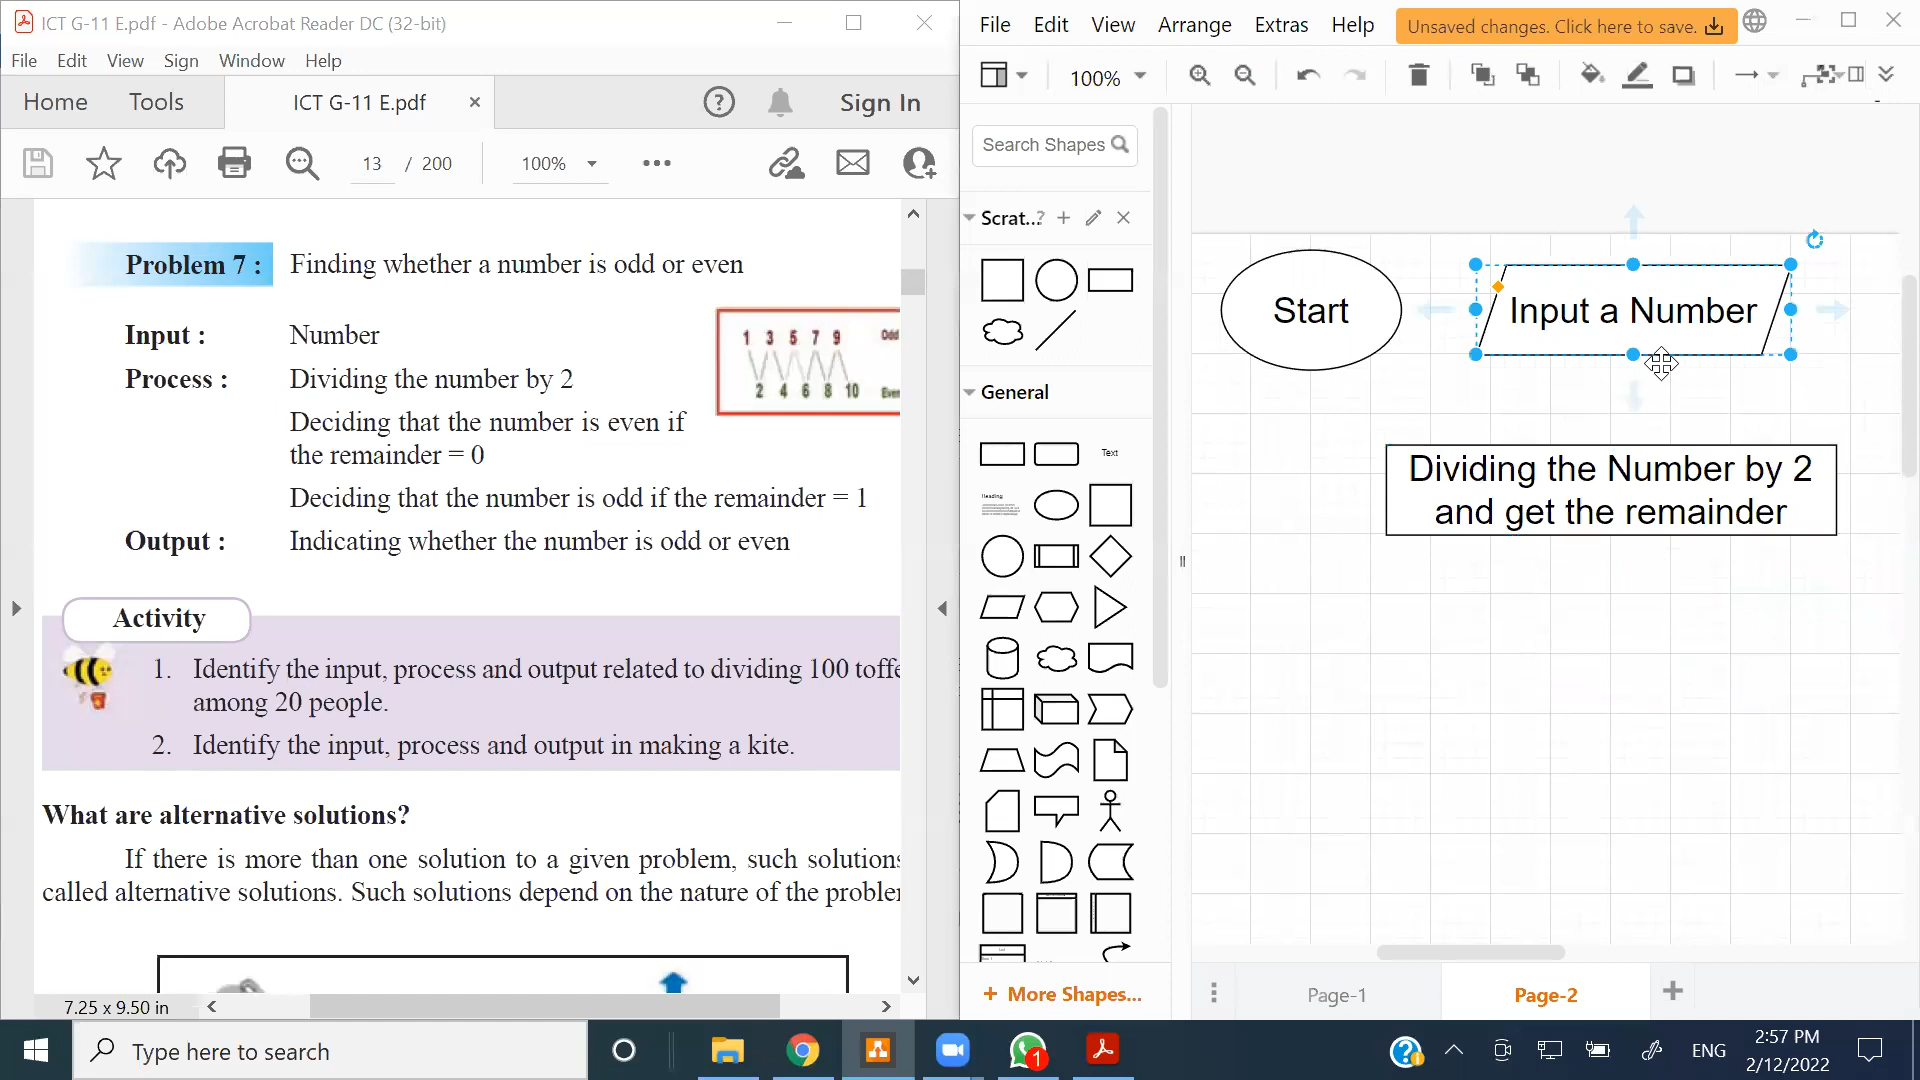 ICT G-11 E.pdf - Adobe Acrobat Reader DC (32-bit)
File Edit View Sign Window Help
Home Tools ICT G-11 E.pdf × Sign In
13 / 200 100%
Problem 7 : Finding whether a number is odd or even
Input : Number
Process : Dividing the number by 2
Deciding that the number is even if
the remainder = 0
Deciding that the number is odd if the remainder = 1
Output : Indicating whether the number is odd or even
1 3 5 7 9 Odd
2 4 6 8 10 Even
Activity
1. Identify the input, process and output related to dividing 100 toffe
among 20 people.
2. Identify the input, process and output in making a kite.
What are alternative solutions?
If there is more than one solution to a given problem, such solutions
called alternative solutions. Such solutions depend on the nature of the problem
7.25 x 9.50 in
File Edit View Arrange Extras Help Unsaved changes. Click here to save.
100%
Search Shapes
Scrat...? + ×
General
Text
Heading
+ More Shapes...
Start
Input a Number
Dividing the Number by 2
and get the remainder
Page-1 Page-2 +
Type here to search
1
ENG
2:57 PM
2/12/2022